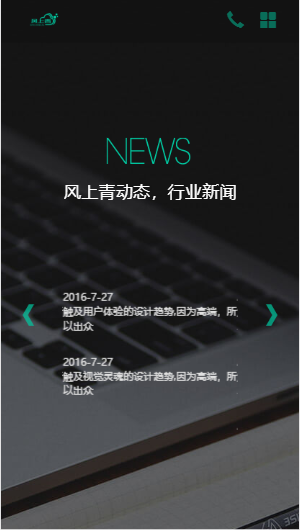 风上青
NEWS
风上青动态，行业新闻
2016-7-27
触及用户体验的设计趋势,因为高端，所
以出众
2016-7-27
触及视觉灵魂的设计趋势,因为高端，所
以出众